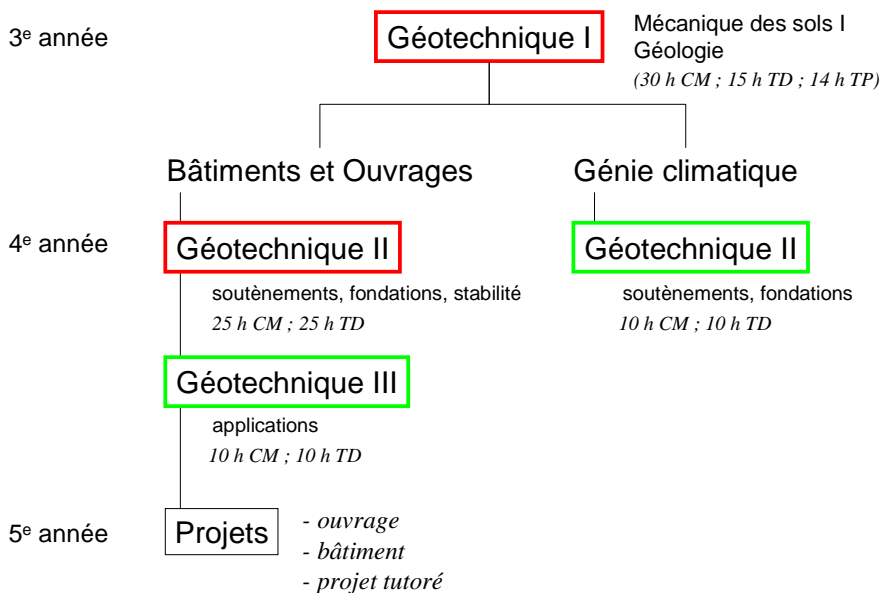 3e année
Géotechnique I
Mécanique des sols I
Géologie
(30 h CM ; 15 h TD ; 14 h TP)
Bâtiments et Ouvrages
Génie climatique
4e année
Géotechnique II
soutènements, fondations, stabilité
25 h CM ; 25 h TD
Géotechnique II
soutènements, fondations
10 h CM ; 10 h TD
Géotechnique III
applications
10 h CM ; 10 h TD
5e année
Projets
- ouvrage
- bâtiment
- projet tutoré